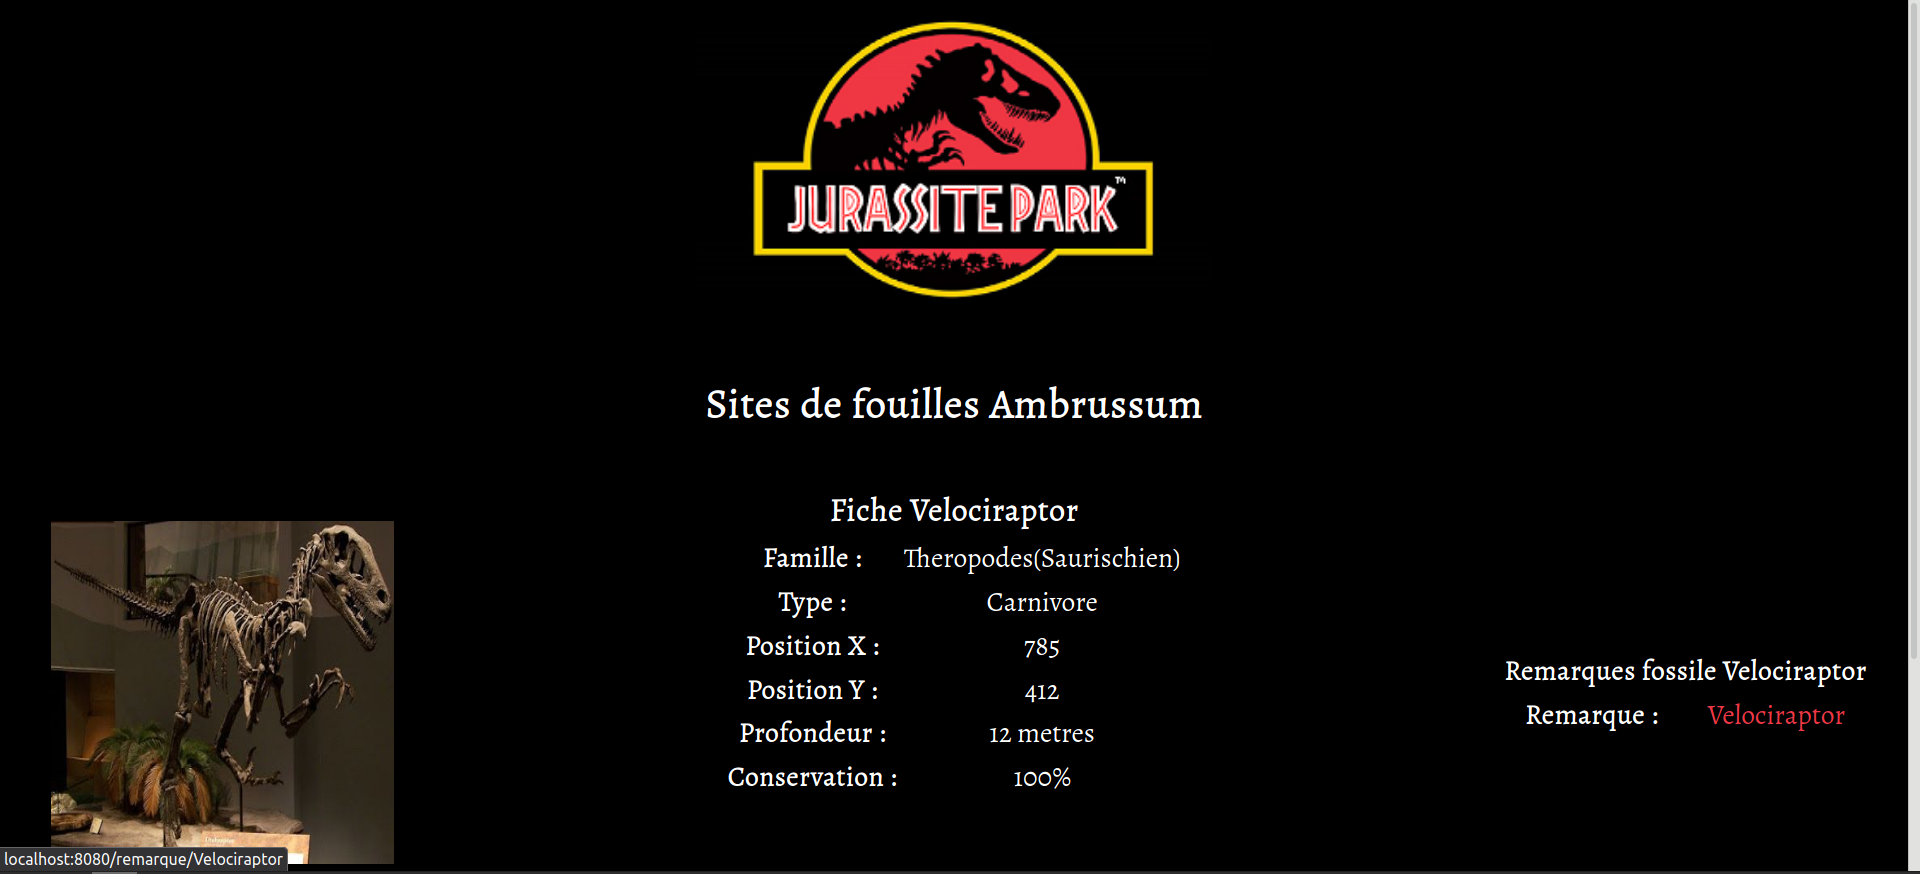 JURASSITE PARK™
Sites de fouilles Ambrussum
Fiche Velociraptor
Famille : Theropodes(Saurischien)
Type : Carnivore
Position X : 785
Position Y : 412
Profondeur : 12 metres
Conservation : 100%
Remarques fossile Velociraptor
Remarque : Velociraptor
localhost:8080/remarque/Velociraptor